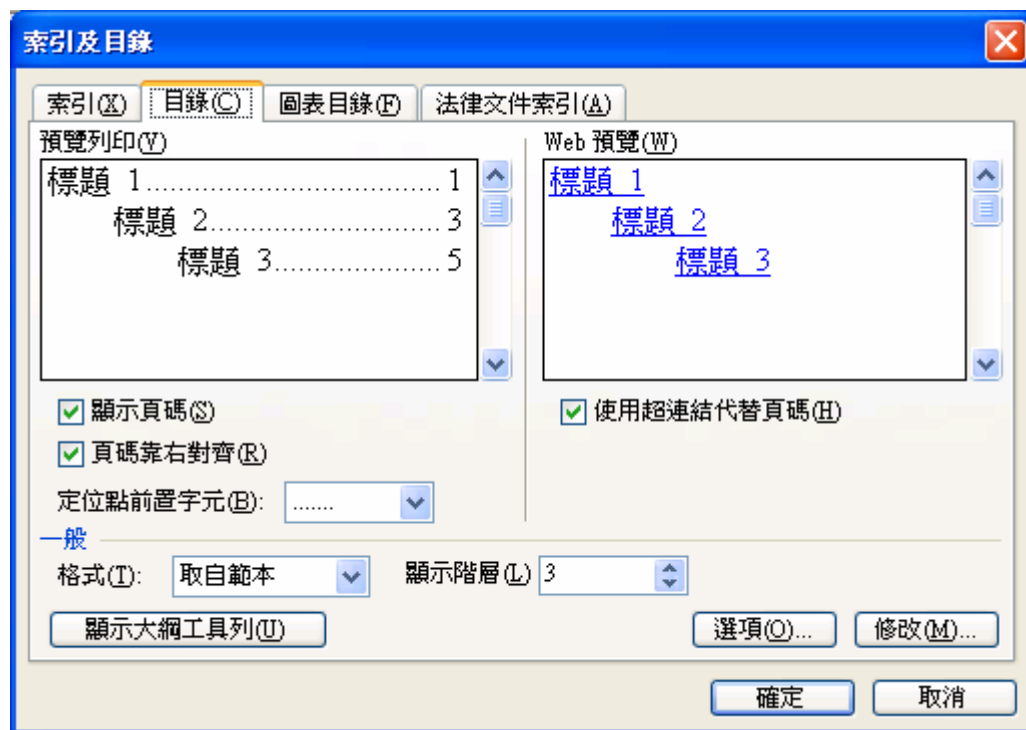 索引及目錄
索引(X) 目錄(C) 圖表目錄(F) 法律文件索引(A)
預覽列印(V)
標題 1.....................................1
標題 2..............................3
標題 3.....................5
Web 預覽(W)
標題 1
標題 2
標題 3
顯示頁碼(S)
頁碼靠右對齊(R)
定位點前置字元(B): .......
使用超連結代替頁碼(H)
一般
格式(T): 取自範本 顯示階層(L) 3
顯示大綱工具列(U) 選項(O)... 修改(M)...
確定 取消